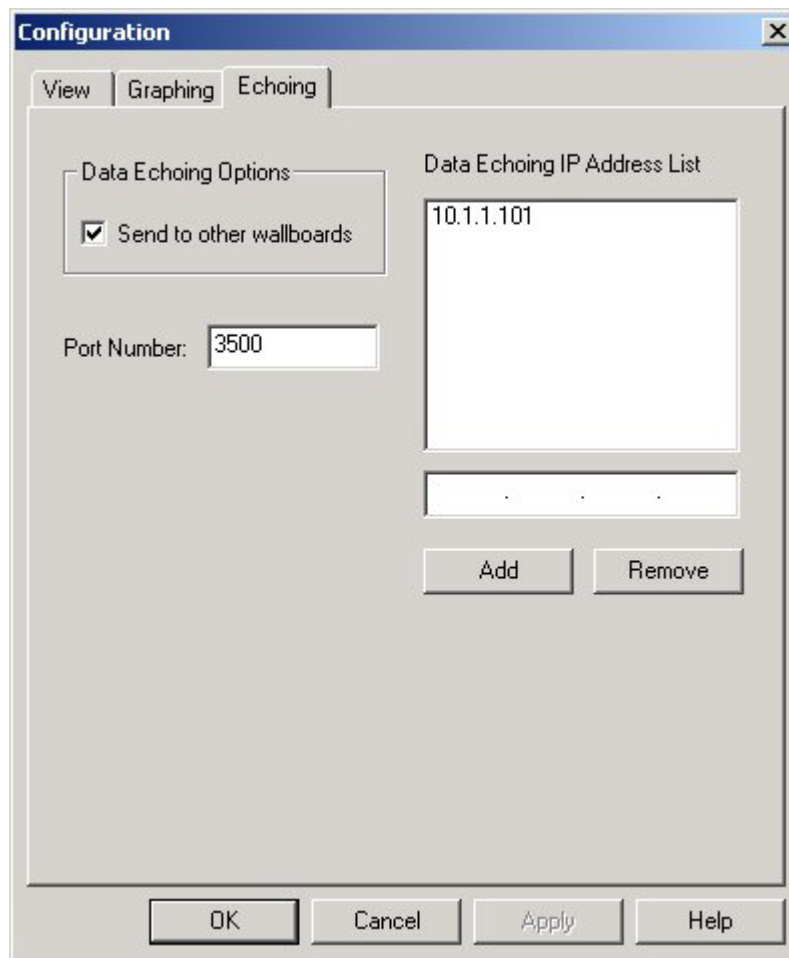 Configuration
View
Graphing
Echoing
Data Echoing Options
Send to other wallboards
Port Number:
3500
Data Echoing IP Address List
10.1.1.101
. . .
Add
Remove
OK
Cancel
Apply
Help